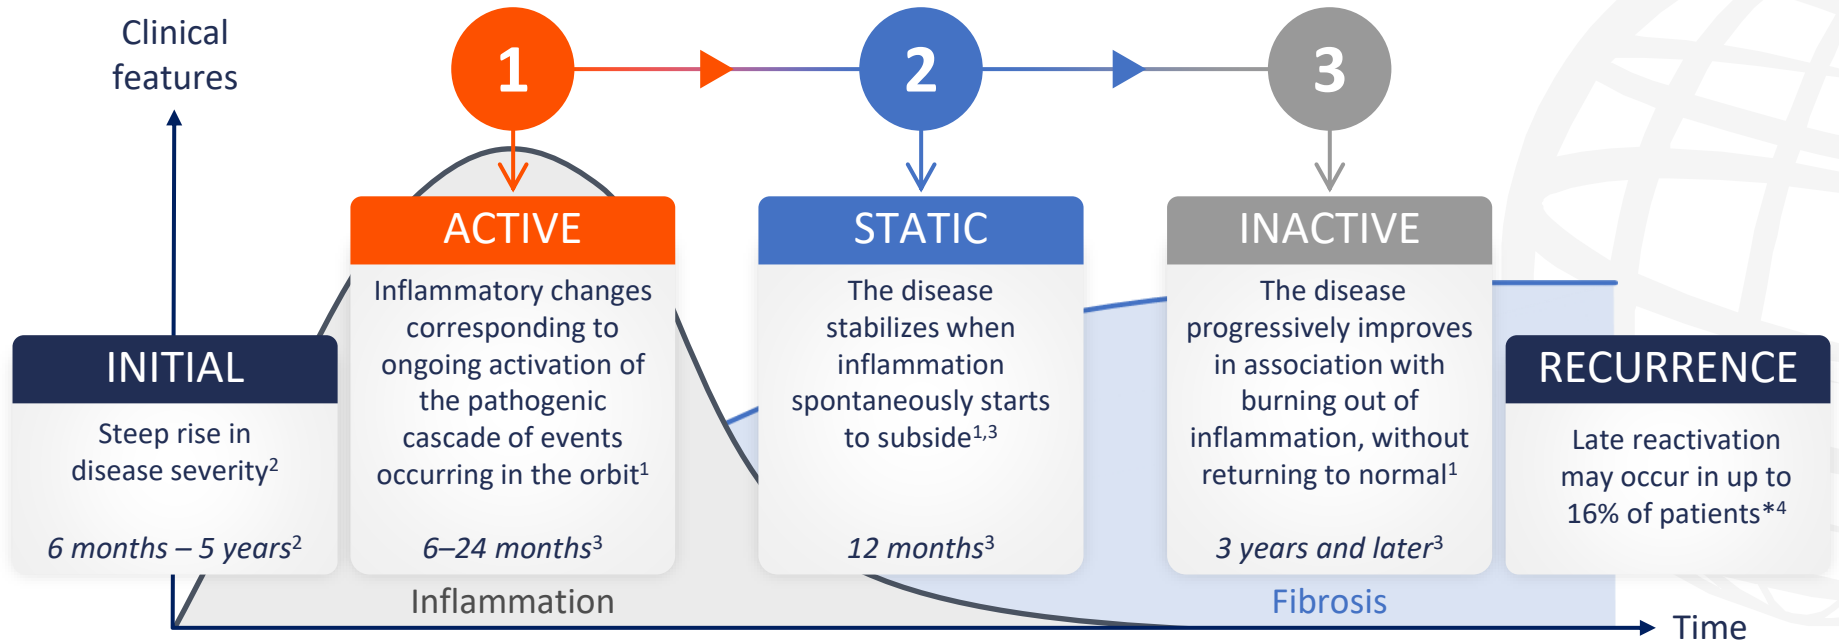 Clinical
features
1
2
3
INITIAL
Steep rise in
disease severity²
6 months – 5 years²
ACTIVE
Inflammatory changes
corresponding to
ongoing activation of
the pathogenic
cascade of events
occurring in the orbit¹
6–24 months³
STATIC
The disease
stabilizes when
inflammation
spontaneously starts
to subside¹,³
12 months³
INACTIVE
The disease
progressively improves
in association with
burning out of
inflammation, without
returning to normal¹
3 years and later³
RECURRENCE
Late reactivation
may occur in up to
16% of patients*⁴
Inflammation
Fibrosis
Time